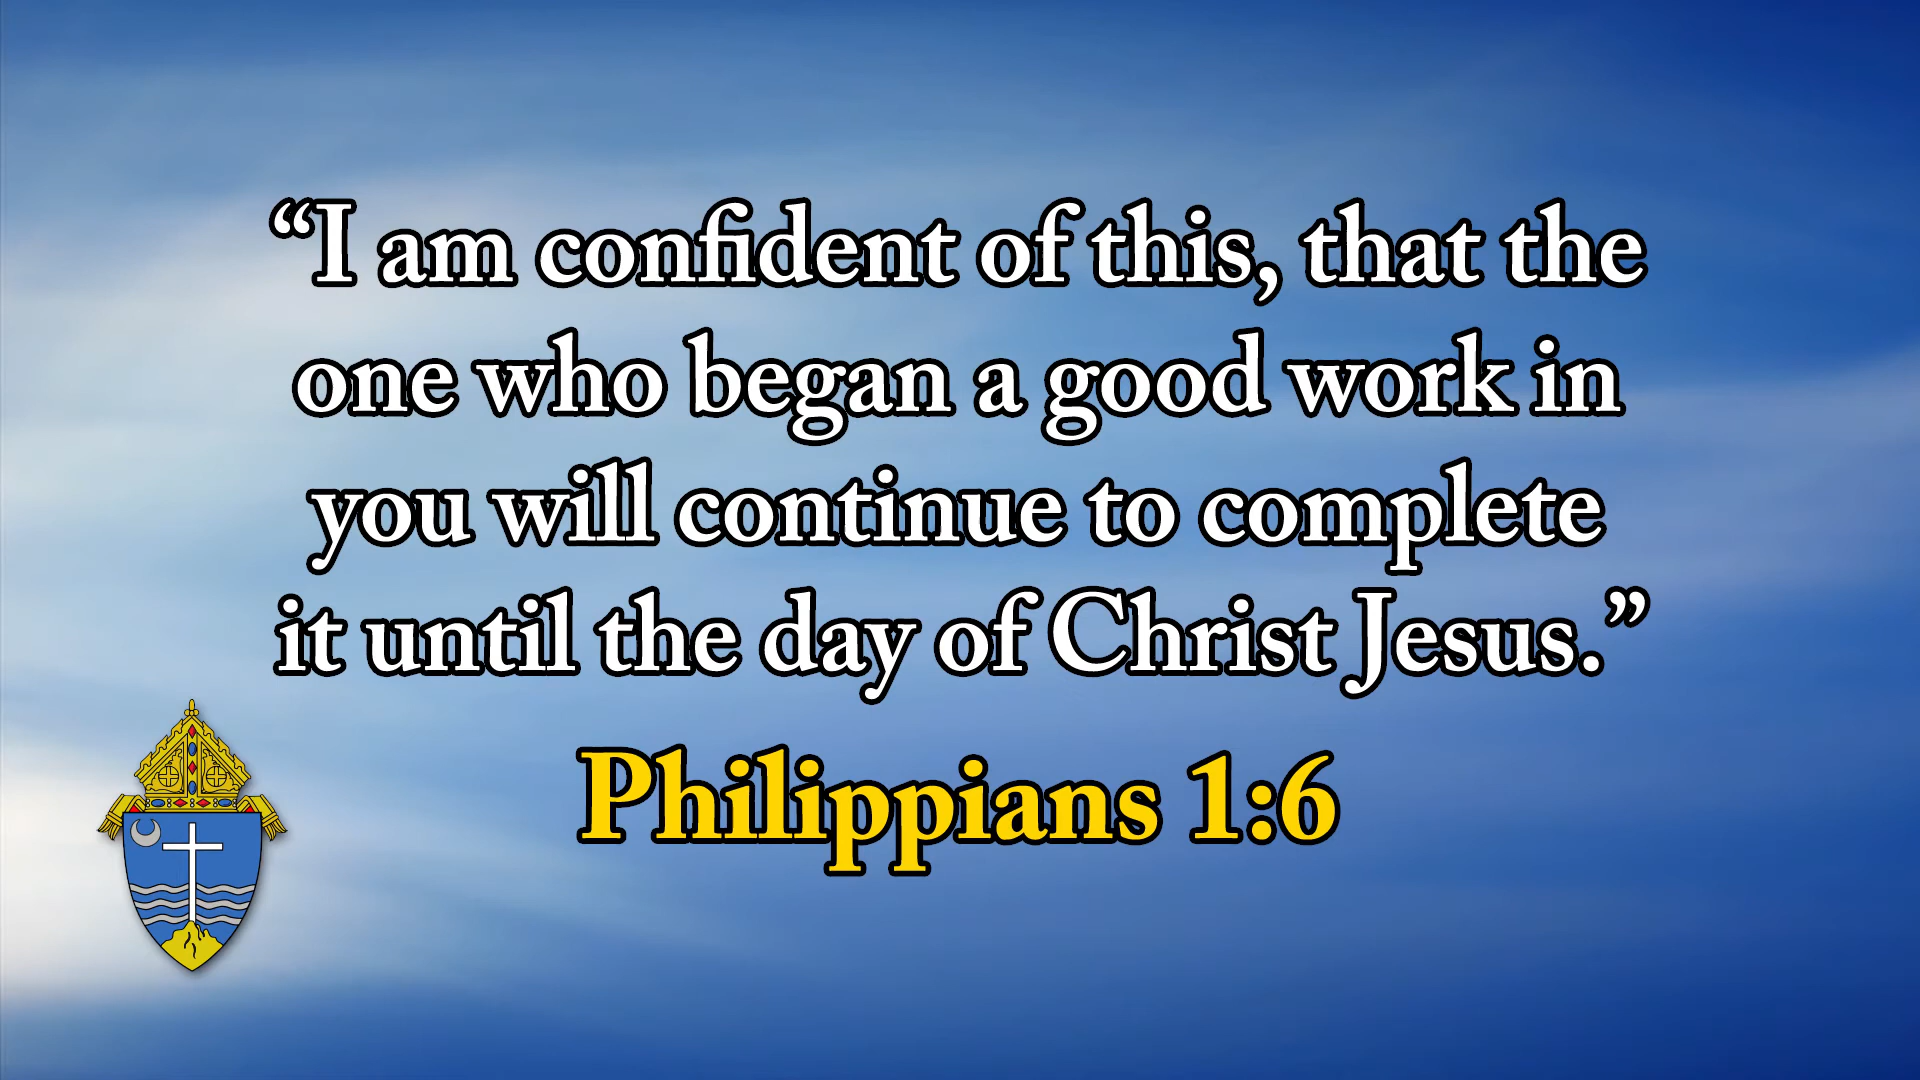 “I am confident of this, that the
one who began a good work in
you will continue to complete
it until the day of Christ Jesus.”
Philippians 1:6